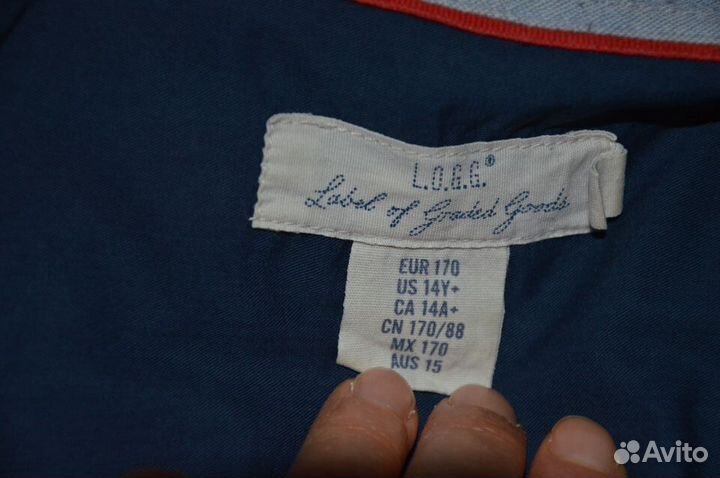 L.O.G.G.®
Label of Graded Goods
EUR 170
US 14Y+
CA 14A+
CN 170/88
MX 170
AUS 15
Avito